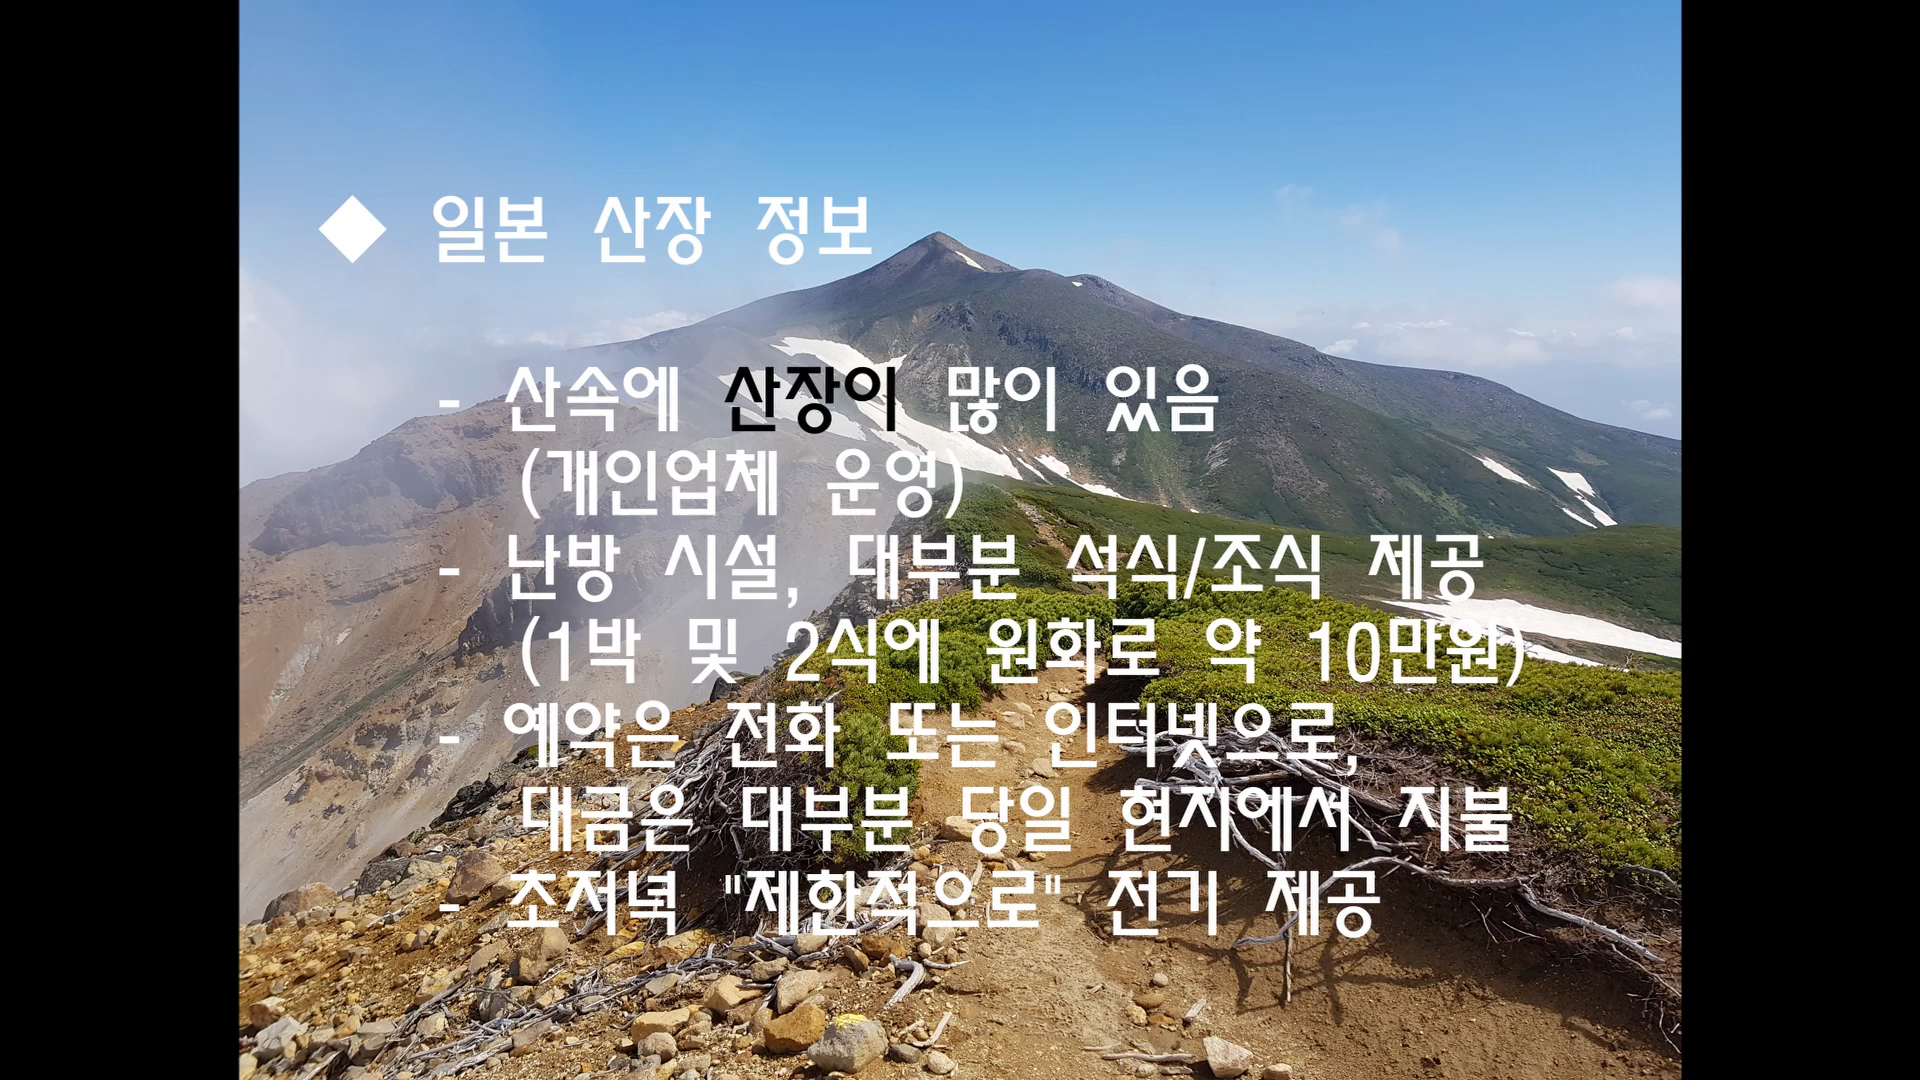 ◆ 일본 산장 정보
- 산속에 산장이 많이 있음
(개인업체 운영)
- 난방 시설, 대부분 석식/조식 제공
(1박 및 2식에 원화로 약 10만원)
- 예약은 전화 또는 인터넷으로,
대금은 대부분 당일 현지에서 지불
- 초저녁 "제한적으로" 전기 제공